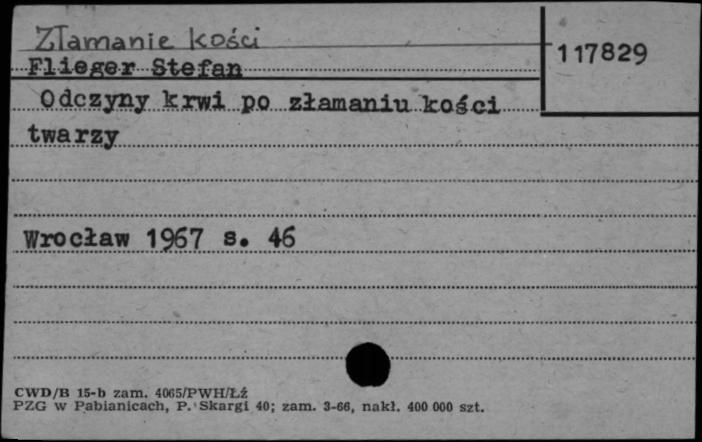 Złamanie kości
117829
Flieger Stefan
Odczyny krwi po złamaniu kości
twarzy
Wrocław 1967 s. 46
CWD/B 15-b zam. 4065/PWH/Łź
PZG w Pabianicach, P. Skargi 40; zam. 3-66, nakł. 400 000 szt.